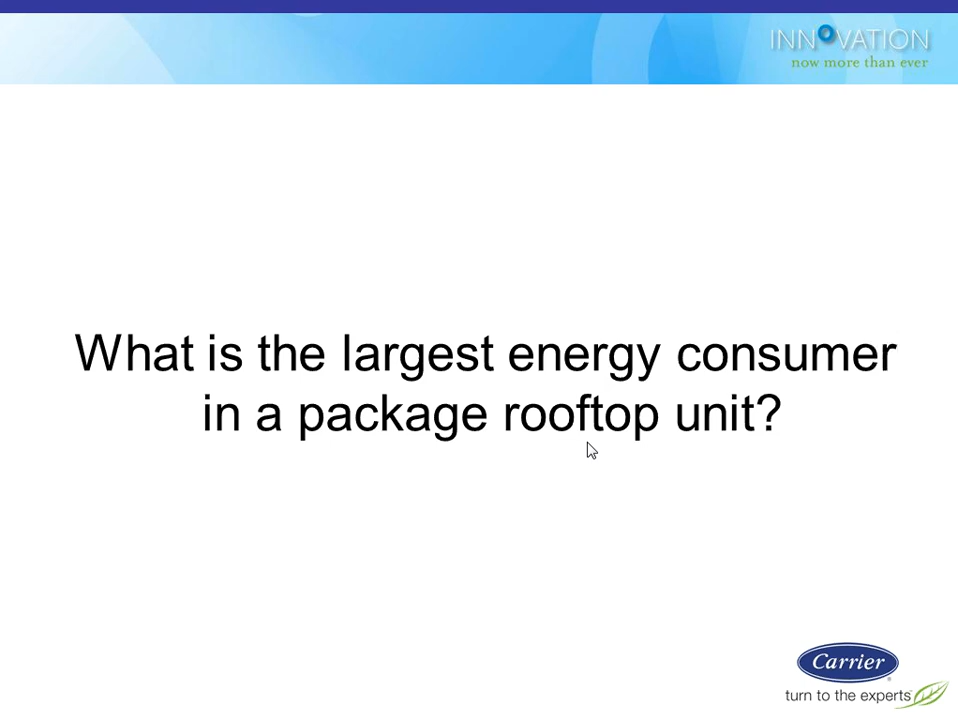 INNOVATION
now more than ever
What is the largest energy consumer
in a package rooftop unit?
Carrier
turn to the experts